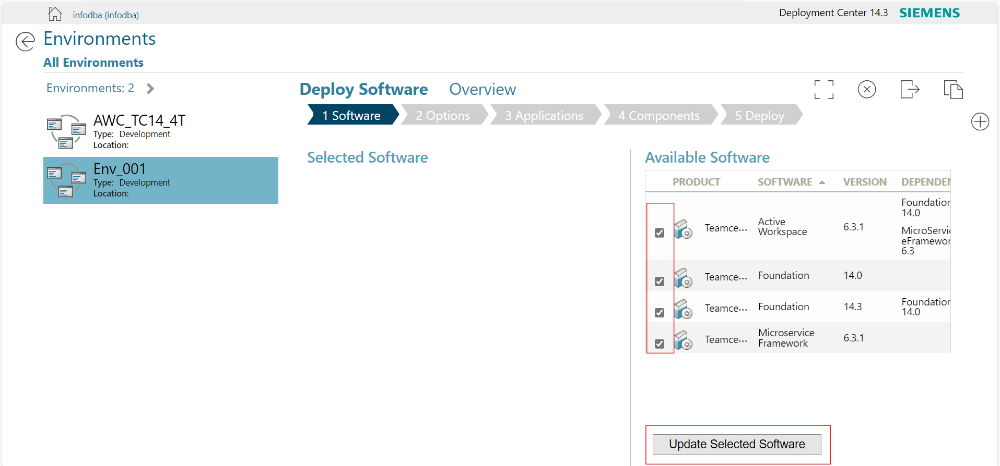 infodba (infodba)
Deployment Center 14.3 SIEMENS
Environments
All Environments
Environments: 2
AWC_TC14_4T
Type: Development
Location:
Env_001
Type: Development
Location:
Deploy Software Overview
1 Software 2 Options 3 Applications 4 Components 5 Deploy
Selected Software
Available Software
PRODUCT SOFTWARE VERSION DEPENDEN
Teamce... Active
Workspace 6.3.1 Foundation
14.0
MicroServic
eFramewor
6.3
Teamce... Foundation 14.0
Teamce... Foundation 14.3 Foundation
14.0
Teamce... Microservice
Framework 6.3.1
Update Selected Software